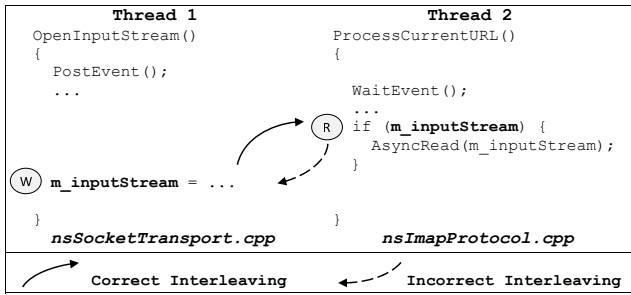 Thread 1
OpenInputStream()
{
PostEvent();
...
W m_inputStream = ...
}
nsSocketTransport.cpp
Thread 2
ProcessCurrentURL()
{
WaitEvent();
...
R if (m_inputStream) {
AsyncRead(m_inputStream);
}
}
nsImapProtocol.cpp
Correct Interleaving
Incorrect Interleaving